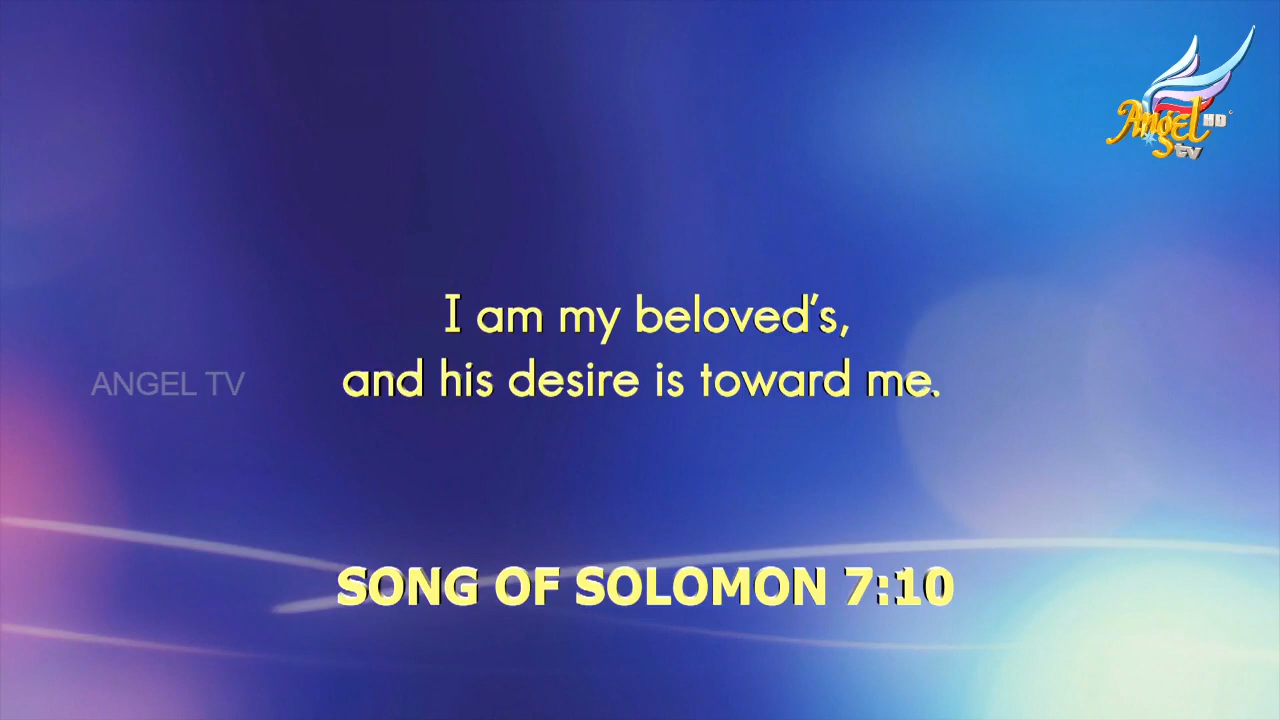 Angel HD
tv
I am my beloved's,
and his desire is toward me.
ANGEL TV
SONG OF SOLOMON 7:10